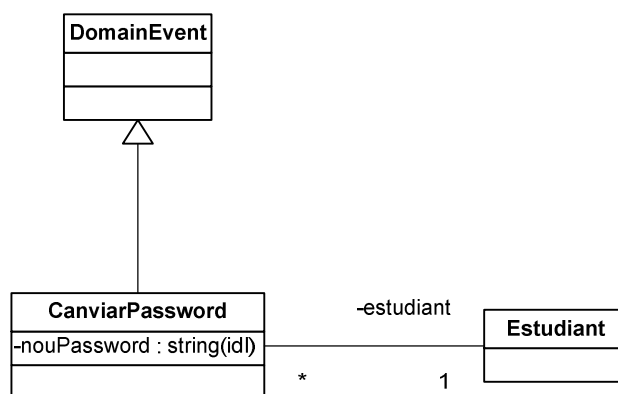 DomainEvent
CanviarPassword
-nouPassword : string(idl)
-estudiant
Estudiant
*
1